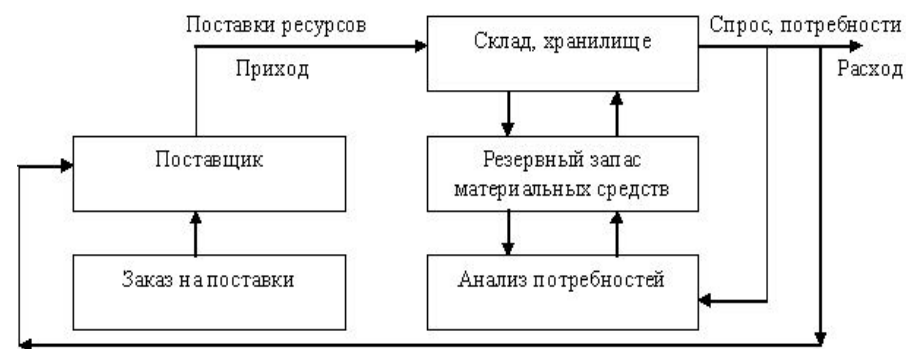 Поставки ресурсов
Приход
Склад, хранилище
Спрос, потребности
Расход
Поставщик
Резервный запас
материальных средств
Заказ на поставки
Анализ потребностей